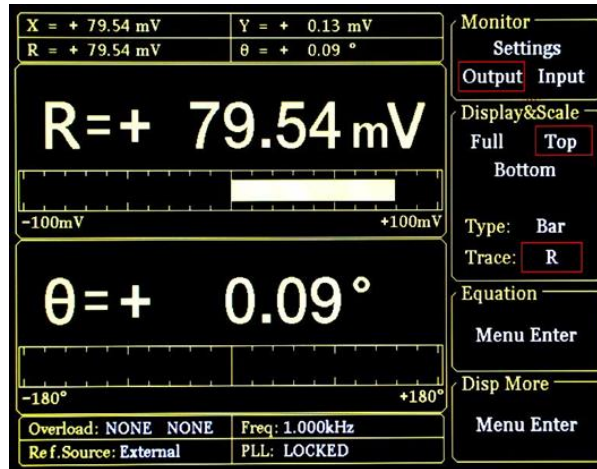 X = + 79.54 mV
Y = + 0.13 mV
R = + 79.54 mV
θ = + 0.09 °
R=+ 79.54 mV
-100mV +100mV
θ=+ 0.09 °
-180° +180°
Overload: NONE NONE
Freq: 1.000kHz
Ref.Source: External
PLL: LOCKED
Monitor
Settings
Output Input
Display&Scale
Full Top
Bottom
Type: Bar
Trace: R
Equation
Menu Enter
Disp More
Menu Enter